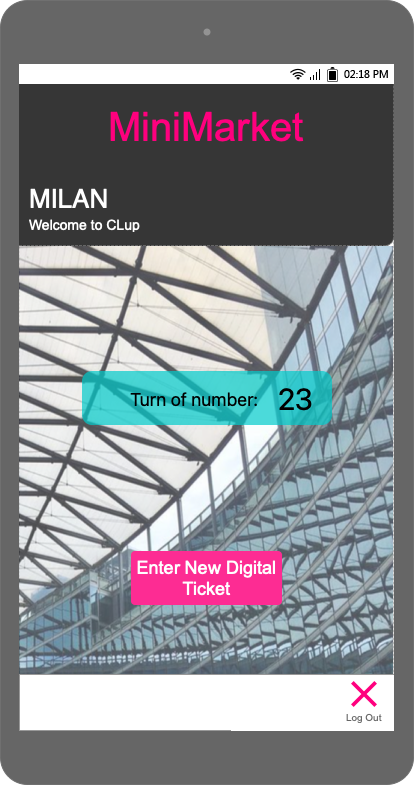 02:18 PM
MiniMarket
MILAN
Welcome to CLup
Turn of number: 23
Enter New Digital
Ticket
Log Out